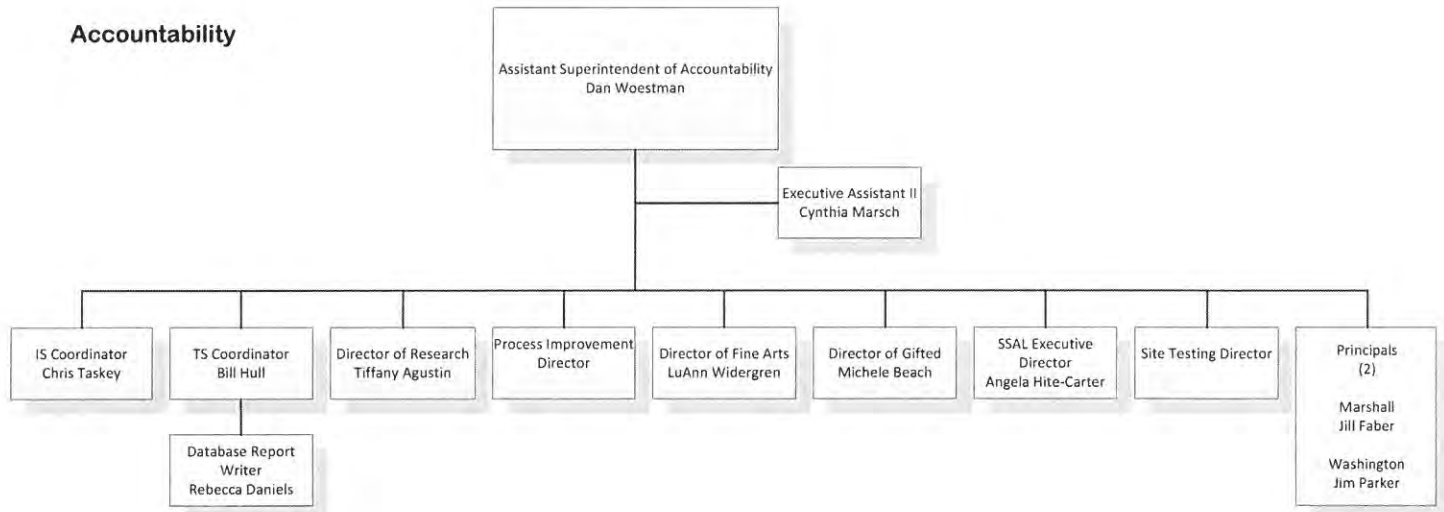 Accountability
Assistant Superintendent of Accountability
Dan Woestman
Executive Assistant II
Cynthia Marsch
IS Coordinator
Chris Taskey
TS Coordinator
Bill Hull
Director of Research
Tiffany Agustin
Process Improvement
Director
Director of Fine Arts
LuAnn Widergren
Director of Gifted
Michele Beach
SSAL Executive
Director
Angela Hite-Carter
Site Testing Director
Principals
(2)
Marshall
Jill Faber
Washington
Jim Parker
Database Report
Writer
Rebecca Daniels